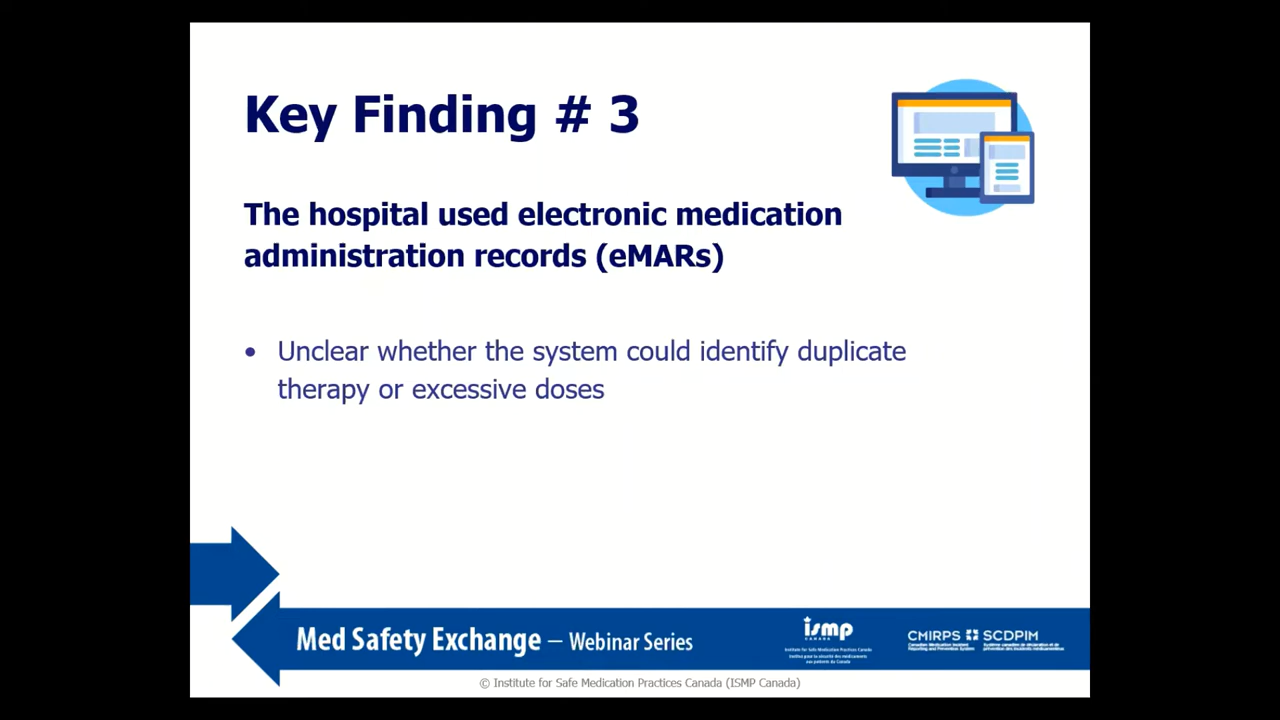 Key Finding # 3
The hospital used electronic medication
administration records (eMARs)
• Unclear whether the system could identify duplicate
therapy or excessive doses
Med Safety Exchange – Webinar Series
ismp
CANADA
Institute for Safe Medication Practices Canada
Institut pour la sécurité des médicaments
aux patients du Canada
CMIRPS SCDPIM
Canadian Medication Incident
Reporting and Prevention System
Système canadien de déclaration et de
prévention des incidents médicamenteux
© Institute for Safe Medication Practices Canada (ISMP Canada)